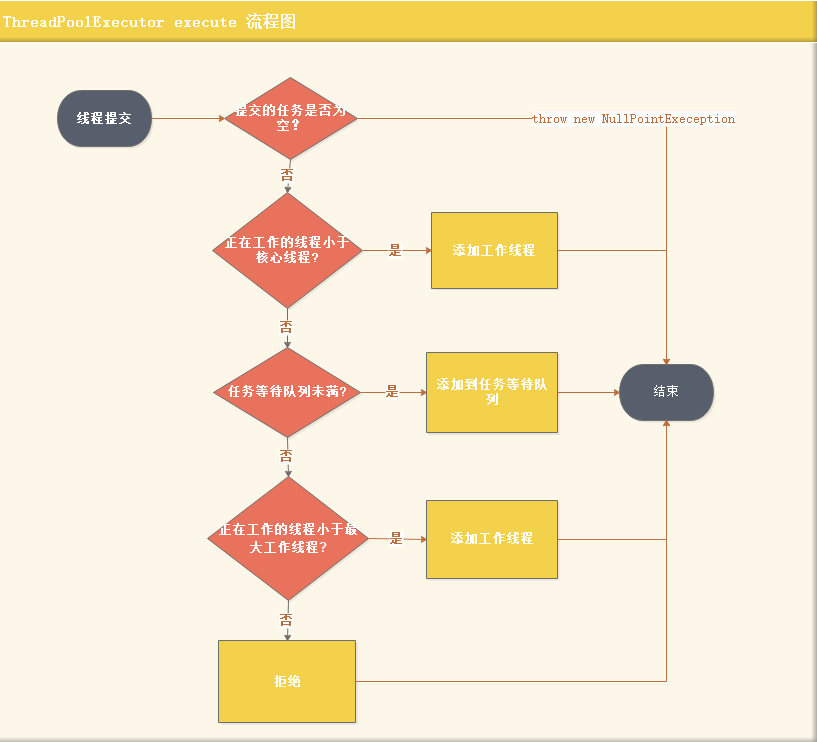 ThreadPoolExecutor execute 流程图
线程提交
提交的任务是否为
空?
throw new NullPointExeception
否
正在工作的线程小于
核心线程?
是
添加工作线程
否
任务等待队列未满?
是
添加到任务等待队
列
结束
否
正在工作的线程小于最
大工作线程?
是
添加工作线程
否
拒绝